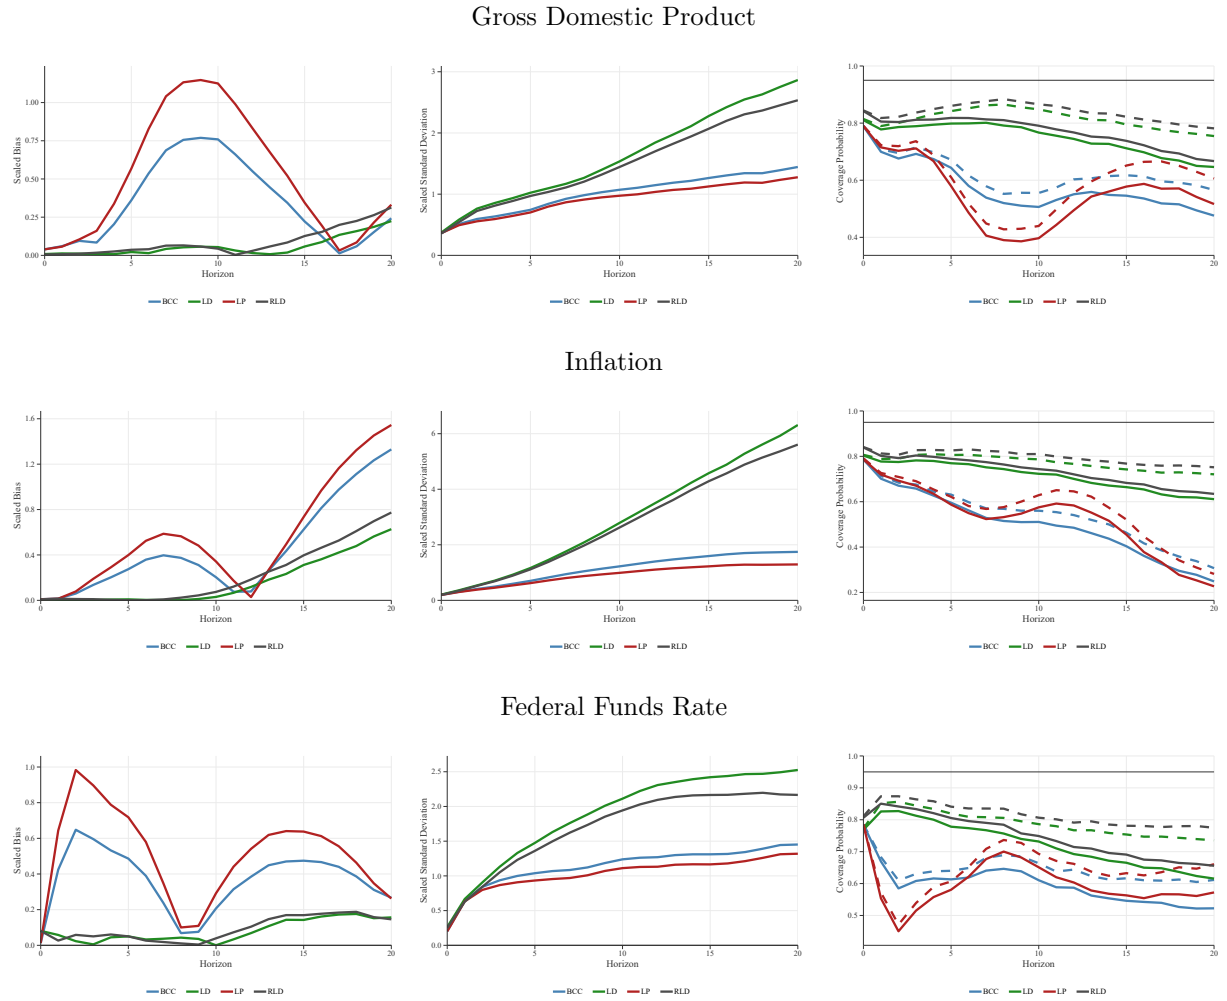 Gross Domestic Product
Scaled Bias
1.00
0.75
0.50
0.25
0.00
0 5 10 15 20
Horizon
BCC LD LP RLD
Scaled Standard Deviation
3
2
1
0
0 5 10 15 20
Horizon
BCC LD LP RLD
Coverage Probability
1.0
0.8
0.6
0.4
0 5 10 15 20
Horizon
BCC LD LP RLD
Inflation
Scaled Bias
1.6
1.2
0.8
0.4
0.0
0 5 10 15 20
Horizon
BCC LD LP RLD
Scaled Standard Deviation
6
4
2
0
0 5 10 15 20
Horizon
BCC LD LP RLD
Coverage Probability
1.0
0.8
0.6
0.4
0.2
0 5 10 15 20
Horizon
BCC LD LP RLD
Federal Funds Rate
Scaled Bias
1.0
0.8
0.6
0.4
0.2
0.0
0 5 10 15 20
Horizon
BCC LD LP RLD
Scaled Standard Deviation
2.5
2.0
1.5
1.0
0.5
0.0
0 5 10 15 20
Horizon
BCC LD LP RLD
Coverage Probability
1.0
0.9
0.8
0.7
0.6
0.5
0 5 10 15 20
Horizon
BCC LD LP RLD